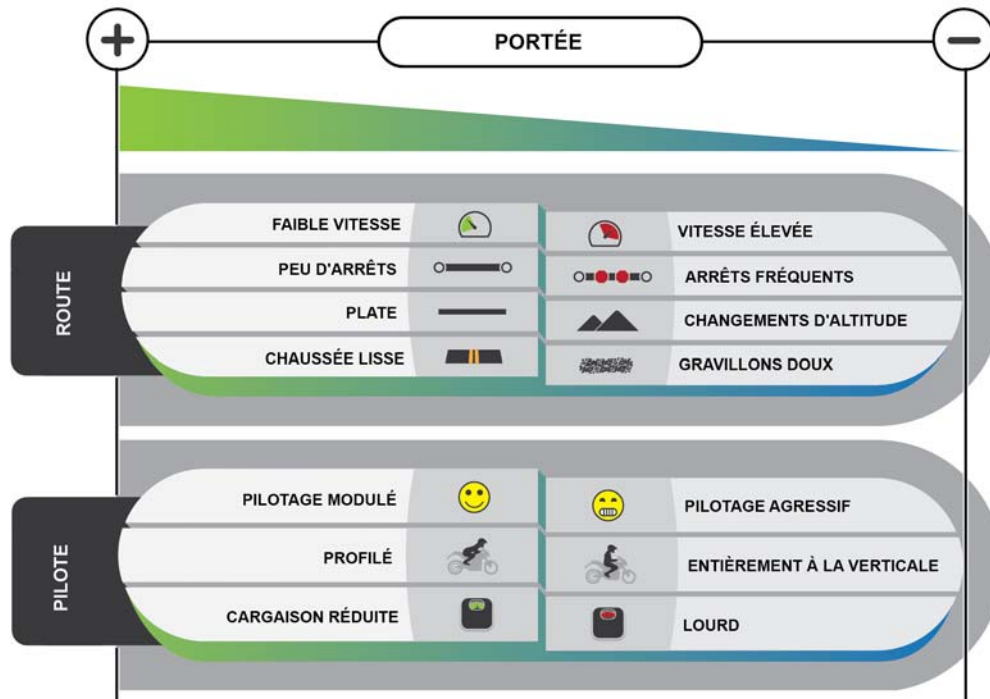 PORTÉE
ROUTE
FAIBLE VITESSE
VITESSE ÉLEVÉE
PEU D'ARRÊTS
ARRÊTS FRÉQUENTS
PLATE
CHANGEMENTS D'ALTITUDE
CHAUSSÉE LISSE
GRAVILLONS DOUX
PILOTE
PILOTAGE MODULÉ
PILOTAGE AGRESSIF
PROFILÉ
ENTIÈREMENT À LA VERTICALE
CARGAISON RÉDUITE
LOURD